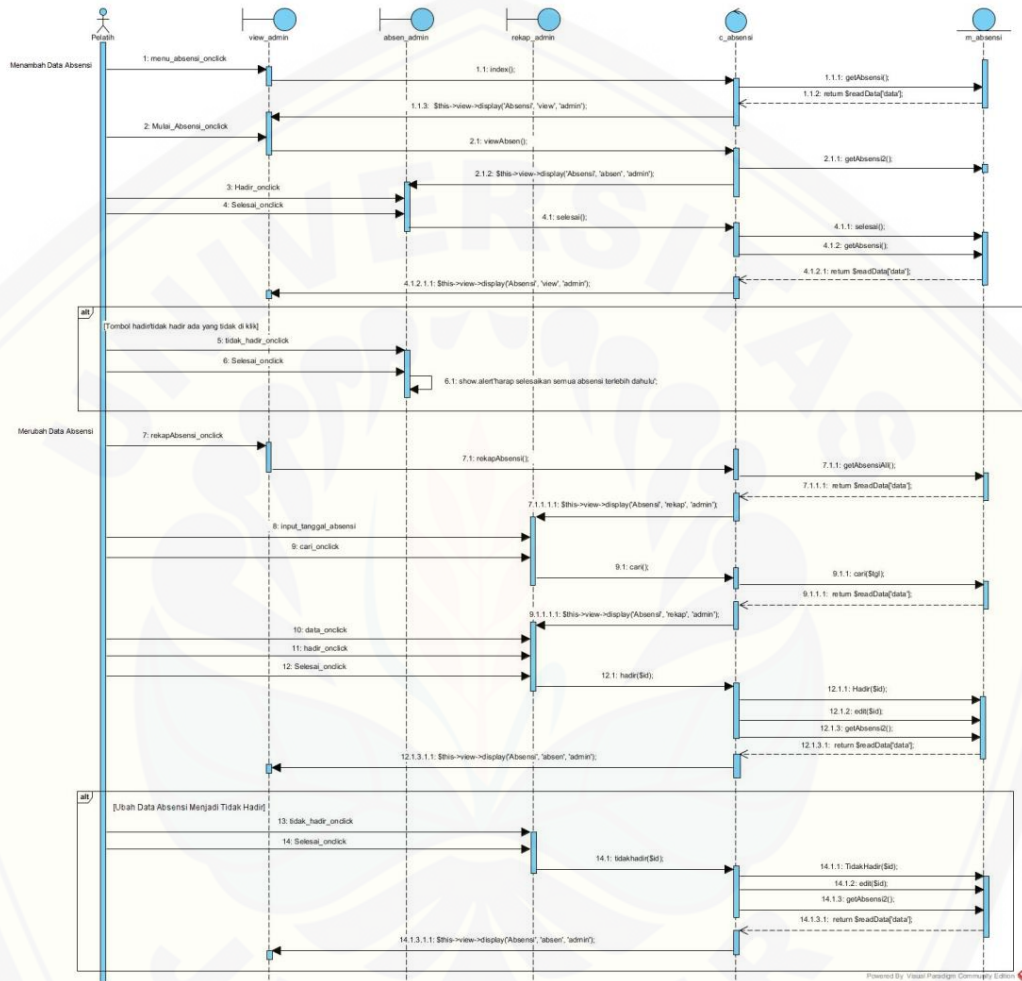 Pelatih
view_admin
absen_admin
rekap_admin
c_absensi
m_absensi
Menambah Data Absensi
1: menu_absensi_onclick
1.1: index();
1.1.1: getAbsensi();
1.1.2: return $readData['data'];
1.1.3: $this->view->display('Absensi', 'view', 'admin');
2: Mulai_Absensi_onclick
2.1: viewAbsen();
2.1.1: getAbsensi2();
2.1.2: $this->view->display('Absensi', 'absen', 'admin');
3: Hadir_onclick
4: Selesai_onclick
4.1: selesai();
4.1.1: selesai();
4.1.2: getAbsensi();
4.1.2.1: return $readData['data'];
4.1.2.1.1: $this->view->display('Absensi', 'view', 'admin');
alt
[Tombol hadir/tidak hadir ada yang tidak di klik]
5: tidak_hadir_onclick
6: Selesai_onclick
6.1: show.alert'harap selesaikan semua absensi terlebih dahulu';
Merubah Data Absensi
7: rekapAbsensi_onclick
7.1: rekapAbsensi();
7.1.1: getAbsensiAll();
7.1.1.1: return $readData['data'];
7.1.1.1.1: $this->view->display('Absensi', 'rekap', 'admin');
8: input_tanggal_absensi
9: cari_onclick
9.1: cari();
9.1.1: cari($tgl);
9.1.1.1: return $readData['data'];
9.1.1.1.1: $this->view->display('Absensi', 'rekap', 'admin');
10: data_onclick
11: hadir_onclick
12: Selesai_onclick
12.1: hadir($id);
12.1.1: Hadir($id);
12.1.2: edit($id);
12.1.3: getAbsensi2();
12.1.3.1: return $readData['data'];
12.1.3.1.1: $this->view->display('Absensi', 'absen', 'admin');
alt
[Ubah Data Absensi Menjadi Tidak Hadir]
13: tidak_hadir_onclick
14: Selesai_onclick
14.1: tidakhadir($id);
14.1.1: TidakHadir($id);
14.1.2: edit($id);
14.1.3: getAbsensi2();
14.1.3.1: return $readData['data'];
14.1.3.1.1: $this->view->display('Absensi', 'absen', 'admin');
Powered By Visual Paradigm Community Edition
UNIVERSITAS